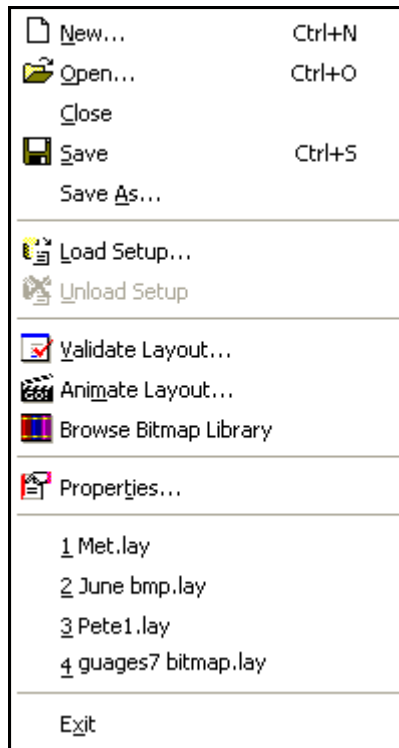 New... Ctrl+N
Open... Ctrl+O
Close
Save Ctrl+S
Save As...
Load Setup...
Unload Setup
Validate Layout...
Animate Layout...
Browse Bitmap Library
Properties...
1 Met.lay
2 June bmp.lay
3 Pete1.lay
4 guages7 bitmap.lay
Exit